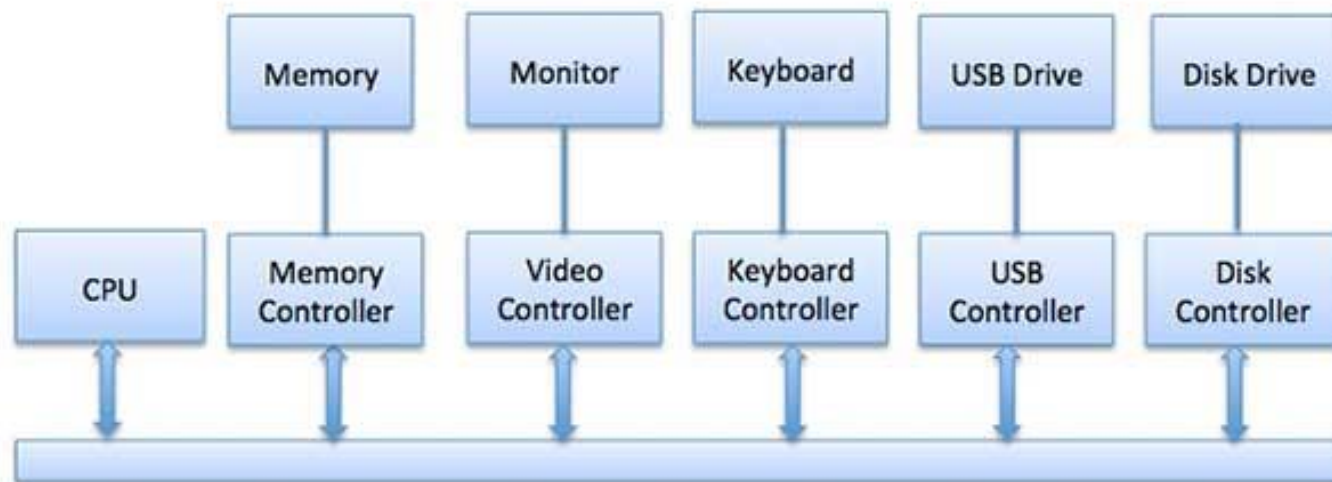 Memory
Monitor
Keyboard
USB Drive
Disk Drive
CPU
Memory
Controller
Video
Controller
Keyboard
Controller
USB
Controller
Disk
Controller